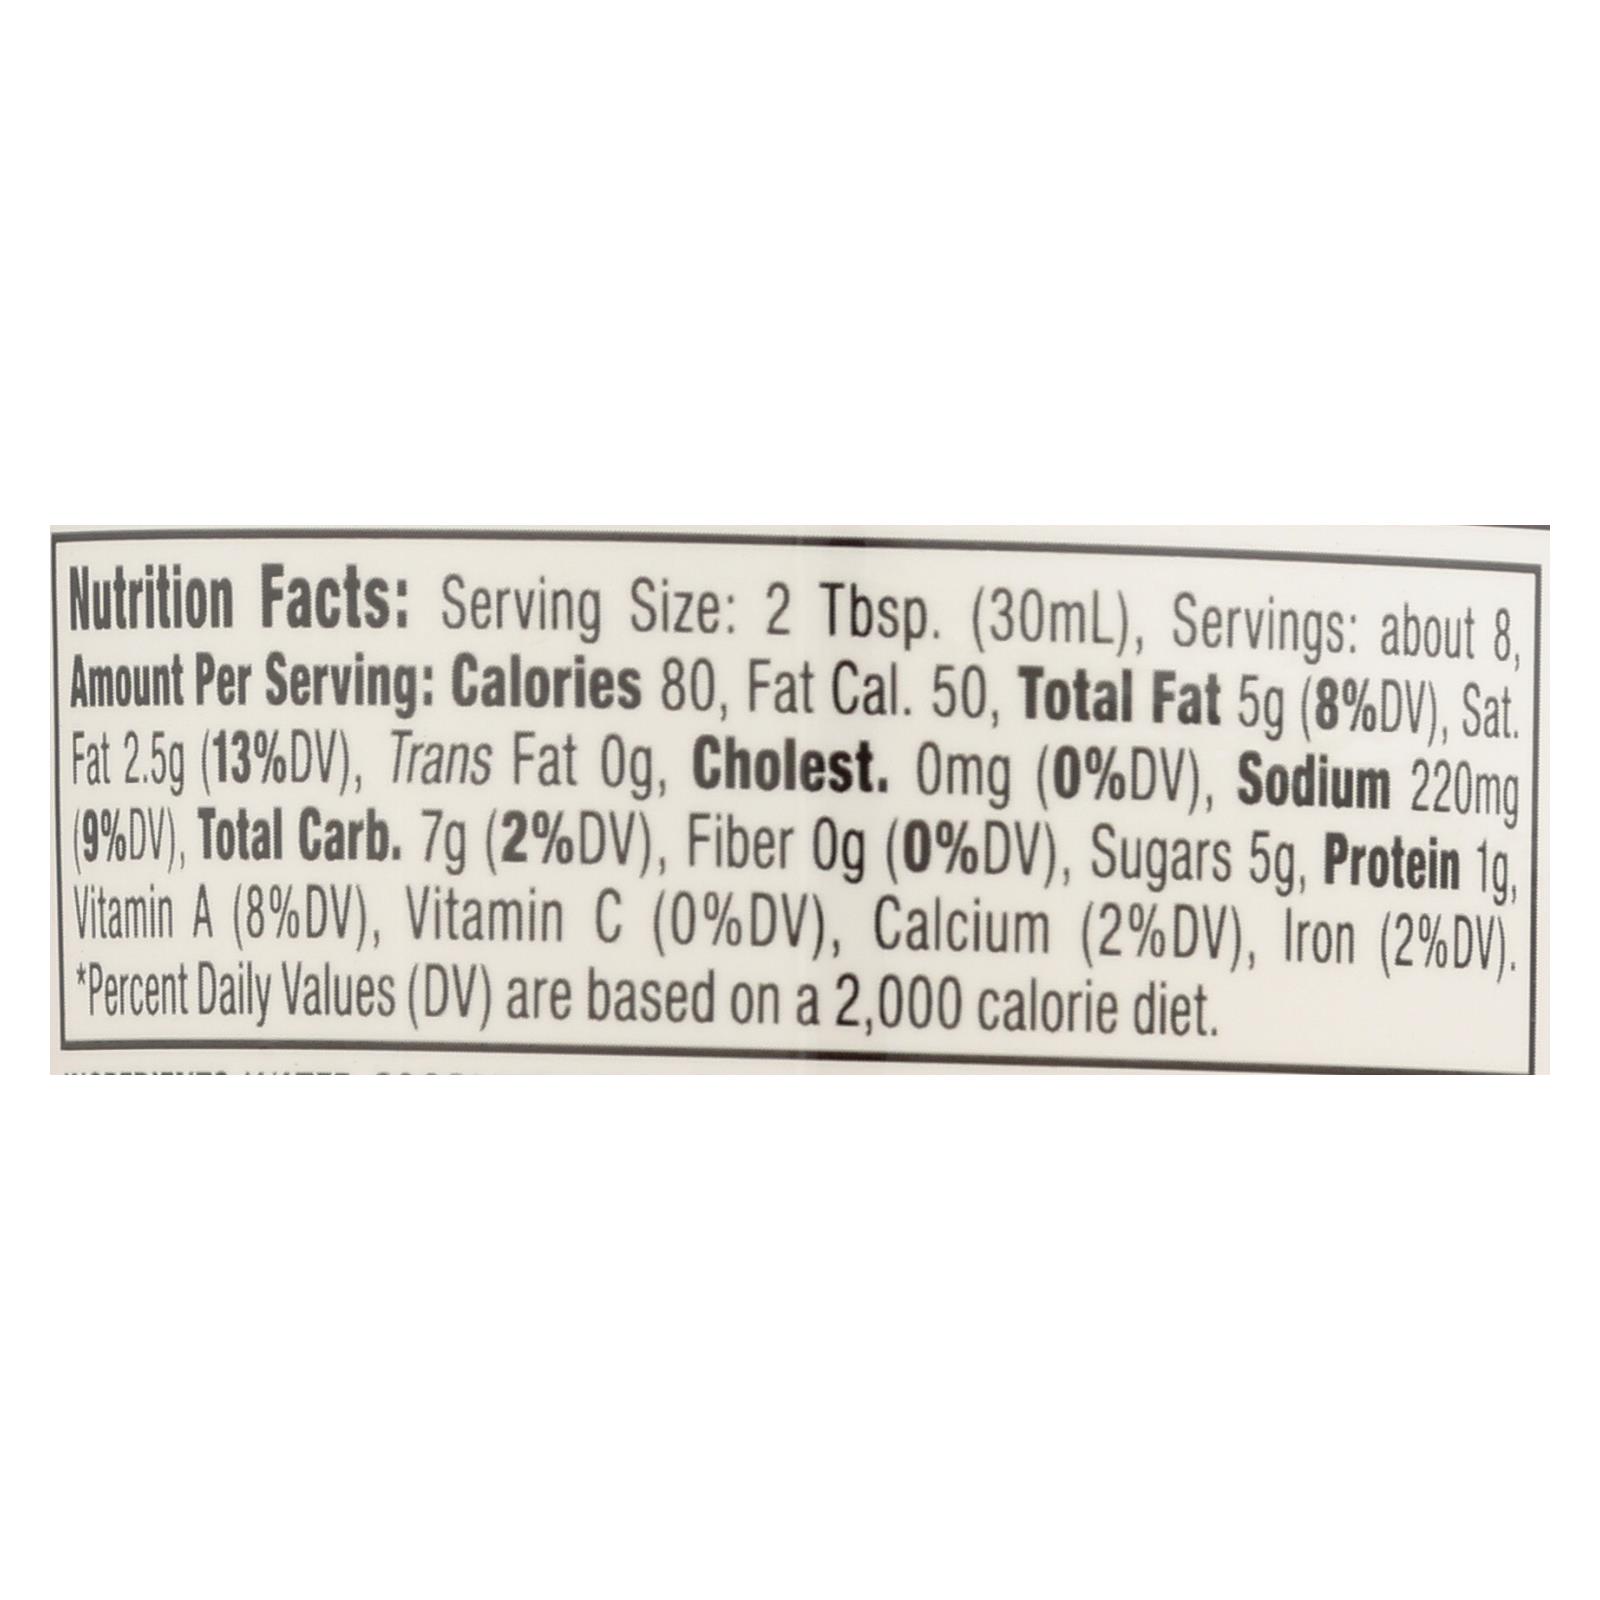 Nutrition Facts: Serving Size: 2 Tbsp. (30mL), Servings: about 8,
Amount Per Serving: Calories 80, Fat Cal. 50, Total Fat 5g (8%DV), Sat.
Fat 2.5g (13%DV), Trans Fat 0g, Cholest. 0mg (0%DV), Sodium 220mg
(9%DV), Total Carb. 7g (2%DV), Fiber 0g (0%DV), Sugars 5g, Protein 1g,
Vitamin A (8%DV), Vitamin C (0%DV), Calcium (2%DV), Iron (2%DV).
*Percent Daily Values (DV) are based on a 2,000 calorie diet.